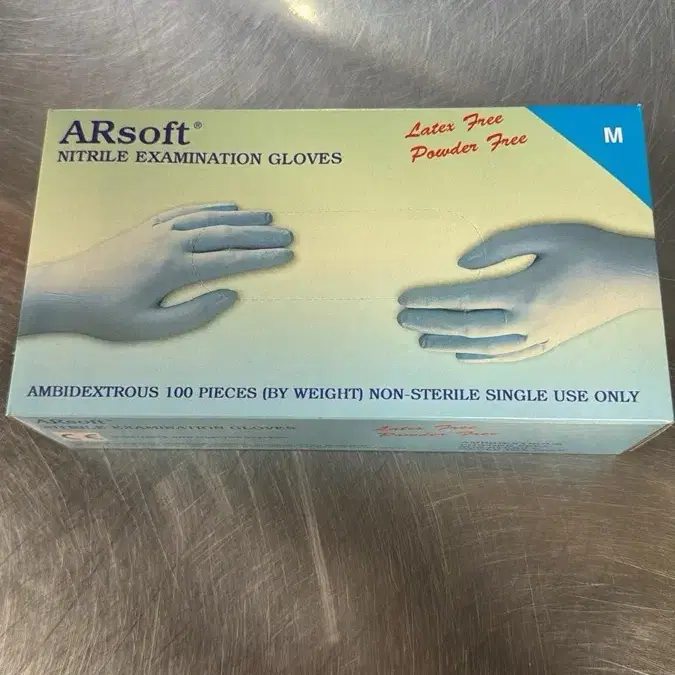 ARsoft®
NITRILE EXAMINATION GLOVES
Latex Free
Powder Free
M
AMBIDEXTROUS 100 PIECES (BY WEIGHT) NON-STERILE SINGLE USE ONLY
ARsoft
NITRILE EXAMINATION GLOVES
Latex Free
Powder Free
CE